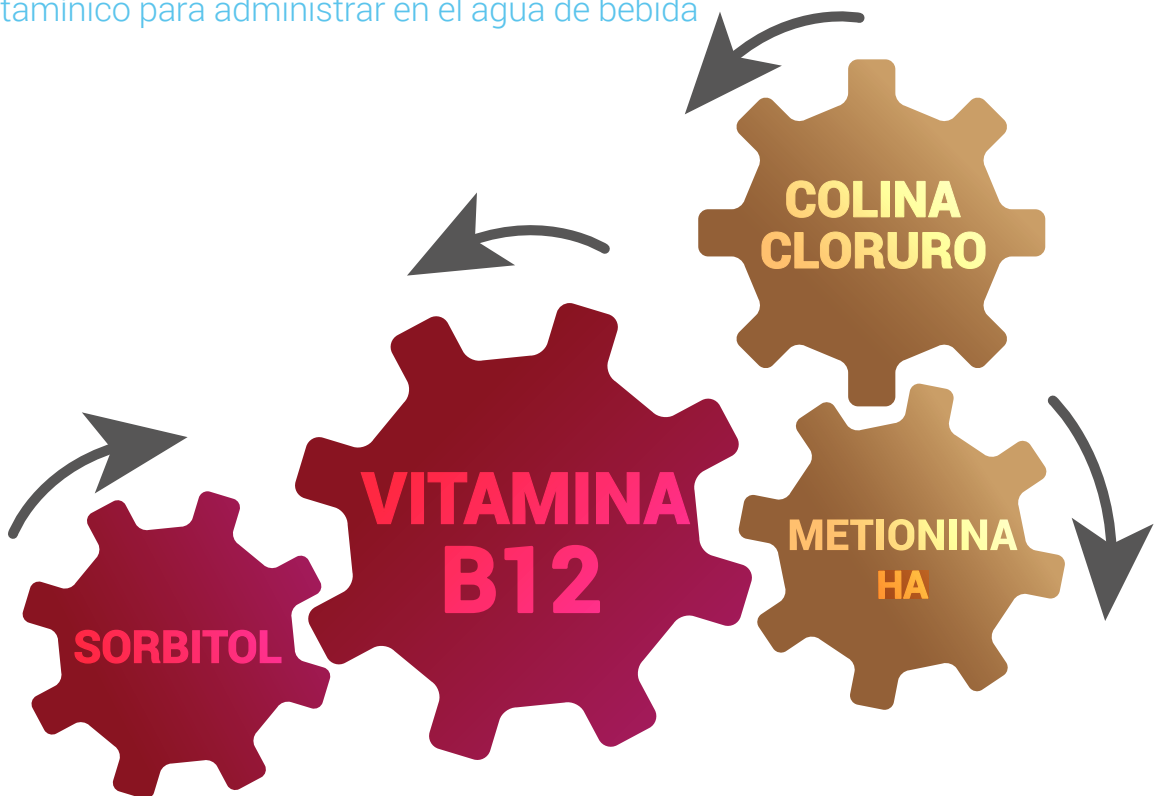 tamínico para administrar en el agua de bebida
COLINA
CLORURO
VITAMINA
B12
METIONINA
HA
SORBITOL